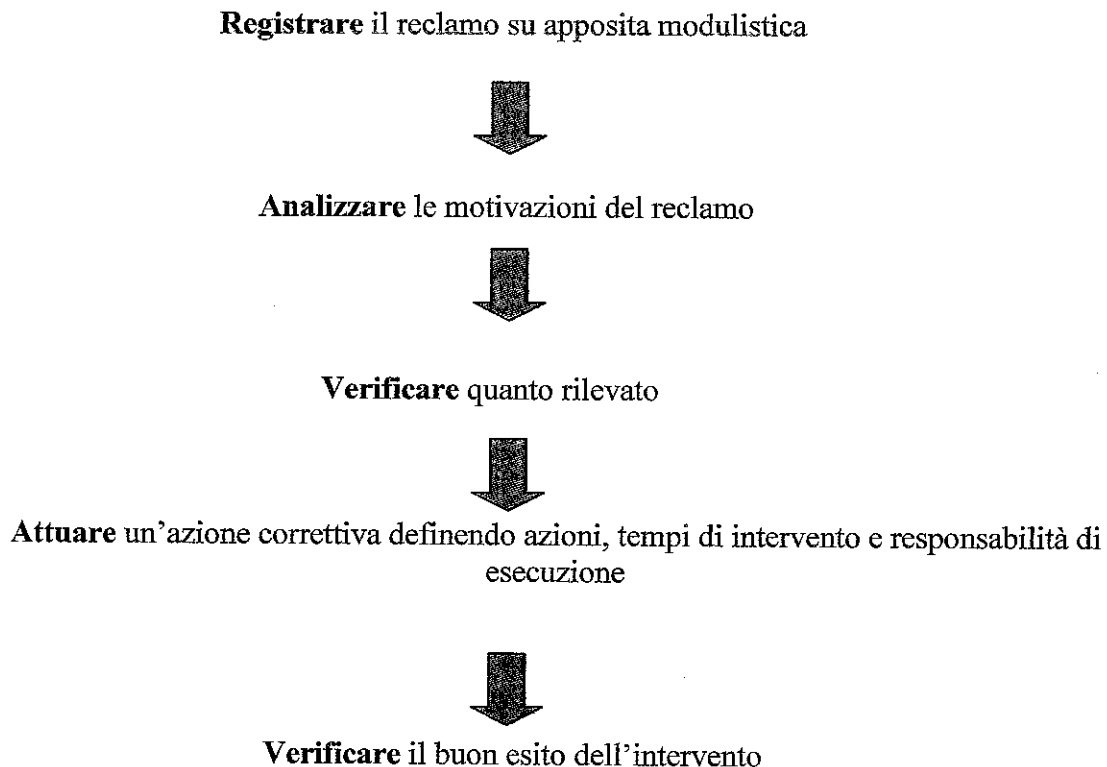 Registrare il reclamo su apposita modulistica
Analizzare le motivazioni del reclamo
Verificare quanto rilevato
Attuare un’azione correttiva definendo azioni, tempi di intervento e responsabilità di
esecuzione
Verificare il buon esito dell’intervento